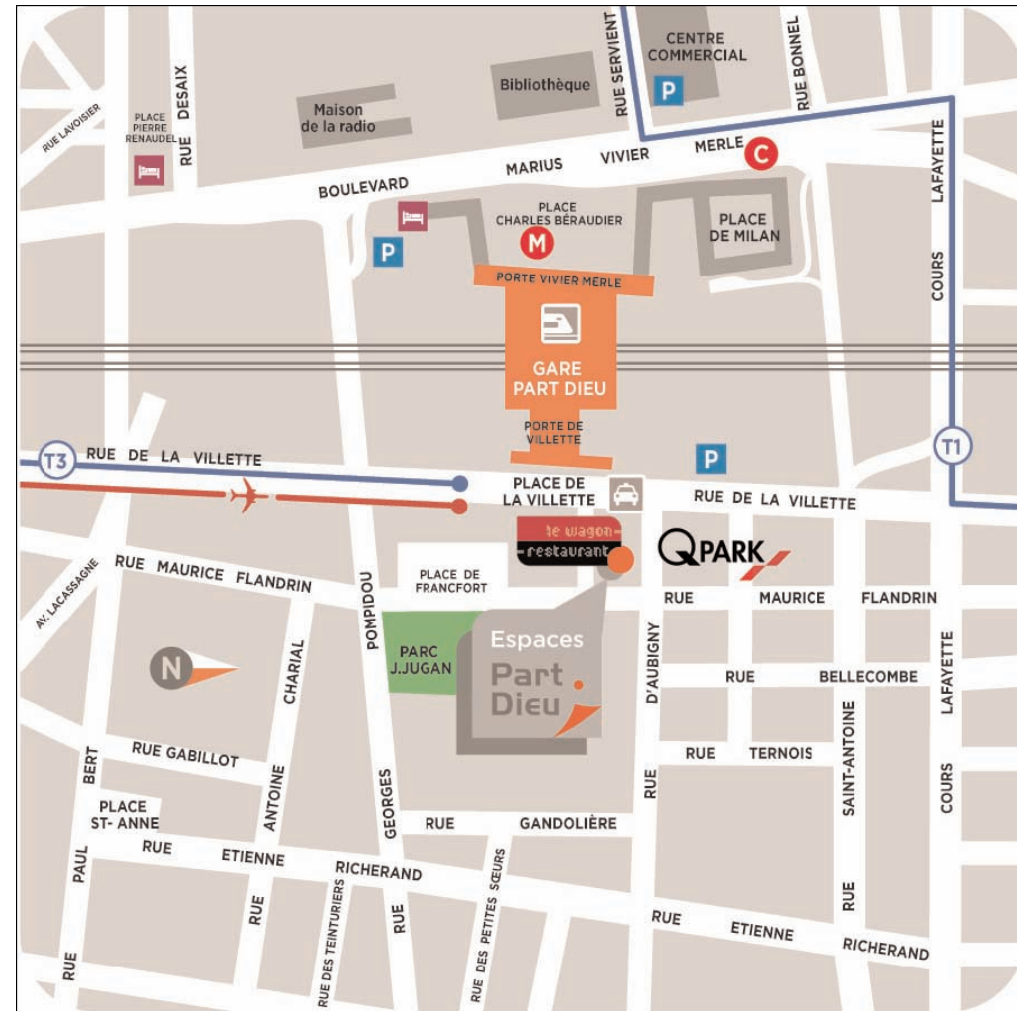 CENTRE
COMMERCIAL
P
RUE SERVIENT
RUE BONNEL
Bibliothèque
Maison
de la radio
RUE DESAIX
PLACE
PIERRE
RENAUDEL
RUE LAVOISIER
BOULEVARD MARIUS VIVIER MERLE
C
COURS LAFAYETTE
PLACE
CHARLES BÉRAUDIER
PLACE
DE MILAN
P
M
PORTE VIVIER MERLE
GARE
PART DIEU
PORTE DE
VILLETTE
T3
RUE DE LA VILLETTE
P
T1
PLACE DE
LA VILLETTE
RUE DE LA VILLETTE
le wagon
restaurant
QPARK
RUE MAURICE FLANDRIN
PLACE DE
FRANCFORT
RUE MAURICE FLANDRIN
AV. LACASSAGNE
N
PARC
J.JUGAN
Espaces
Part
Dieu
RUE BELLECOMBE
RUE TERNOIS
RUE D'AUBIGNY
RUE SAINT-ANTOINE
COURS LAFAYETTE
RUE GABILLOT
RUE ANTOINE CHARIAL
RUE GEORGES POMPIDOU
RUE PAUL BERT
PLACE
ST- ANNE
RUE GANDOLIÈRE
RUE ETIENNE RICHERAND
RUE DES TEINTURIERS
RUE DES PETITES SŒURS
RUE ETIENNE RICHERAND